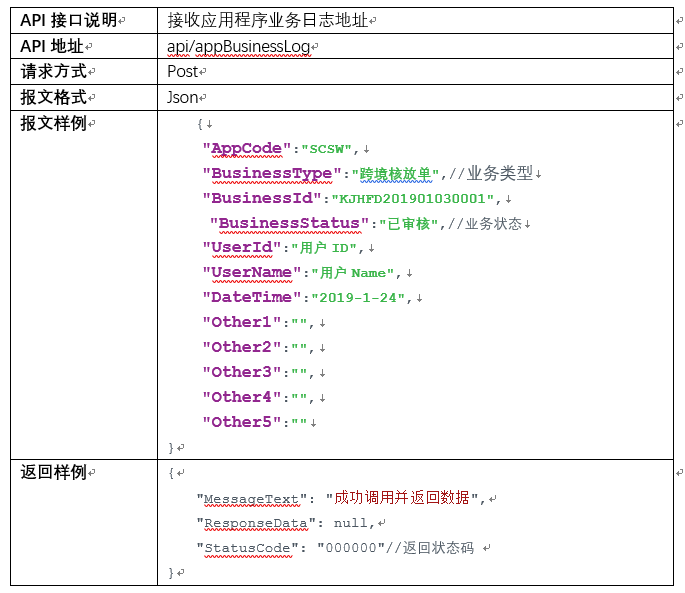 API 接口说明 接收应用程序业务日志地址
API 地址 api/appBusinessLog
请求方式 Post
报文格式 Json
报文样例 {
"AppCode":"SCSW",
"BusinessType":"跨境核放单",//业务类型
"BusinessId":"KJHFD201901030001",
"BusinessStatus":"已审核",//业务状态
"UserId":"用户 ID",
"UserName":"用户 Name",
"DateTime":"2019-1-24",
"Other1":"",
"Other2":"",
"Other3":"",
"Other4":"",
"Other5":""
}
返回样例 {
"MessageText": "成功调用并返回数据",
"ResponseData": null,
"StatusCode": "000000"//返回状态码
}